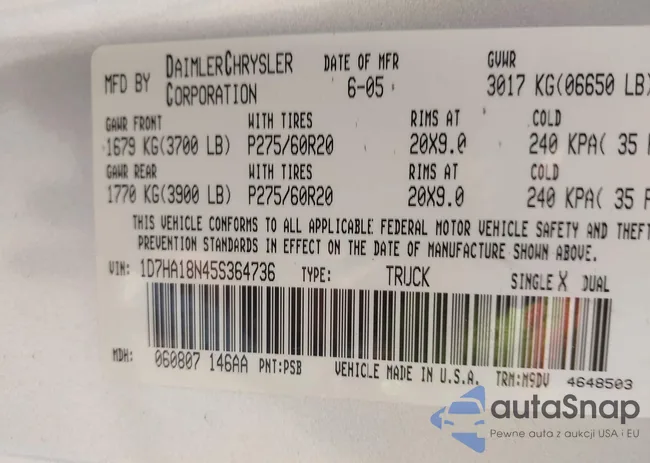 MFD BY DAIMLERCHRYSLER CORPORATION DATE OF MFR 6-05 GVWR 3017 KG(06650 LB)
GAWR FRONT WITH TIRES RIMS AT COLD
1679 KG(3700 LB) P275/60R20 20X9.0 240 KPA( 35 P
GAWR REAR WITH TIRES RIMS AT COLD
1770 KG(3900 LB) P275/60R20 20X9.0 240 KPA( 35 P
THIS VEHICLE CONFORMS TO ALL APPLICABLE FEDERAL MOTOR VEHICLE SAFETY AND THEFT
PREVENTION STANDARDS IN EFFECT ON THE DATE OF MANUFACTURE SHOWN ABOVE.
VIN: 1D7HA18N45S364736 TYPE: TRUCK SINGLE X DUAL
MDH: 060807 146AA PNT:PSB VEHICLE MADE IN U.S.A. TRM:M9DV 4648503
autaSnap
Pewne auta z aukcji USA i EU